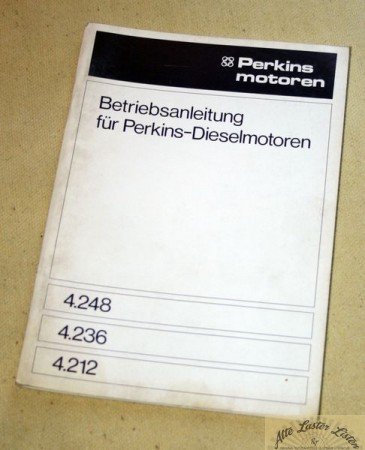 Perkins
motoren
Betriebsanleitung
für Perkins-Dieselmotoren
4.248
4.236
4.212
Alte Laster Listen